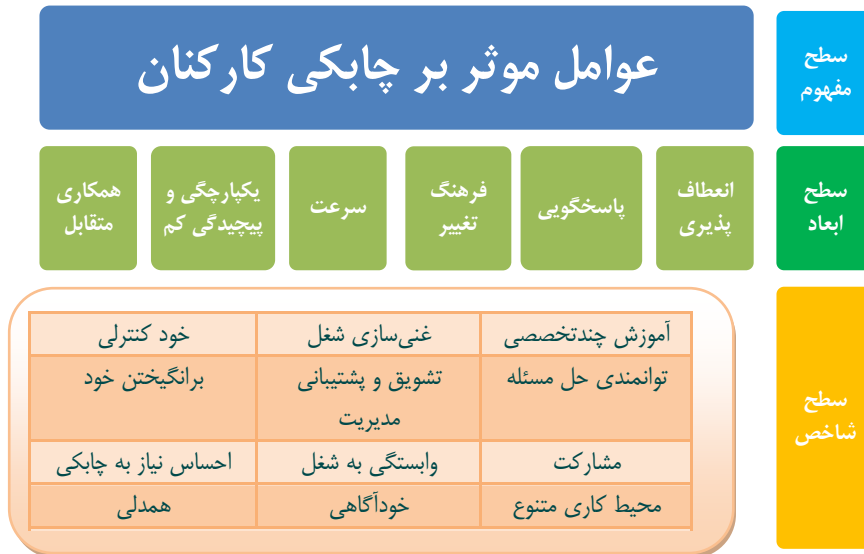 سطح
مفهوم
عوامل موثر بر چابکی کارکنان
سطح
ابعاد
انعطاف
پذیری
پاسخگویی
فرهنگ
تغییر
سرعت
یکپارچگی و
پیچیدگی کم
همکاری
متقابل
سطح
شاخص
آموزش چندتخصصی
غنی‌سازی شغل
خود کنترلی
توانمندی حل مسئله
تشویق و پشتیبانی
مدیریت
برانگیختن خود
مشارکت
وابستگی به شغل
احساس نیاز به چابکی
محیط کاری متنوع
خودآگاهی
همدلی